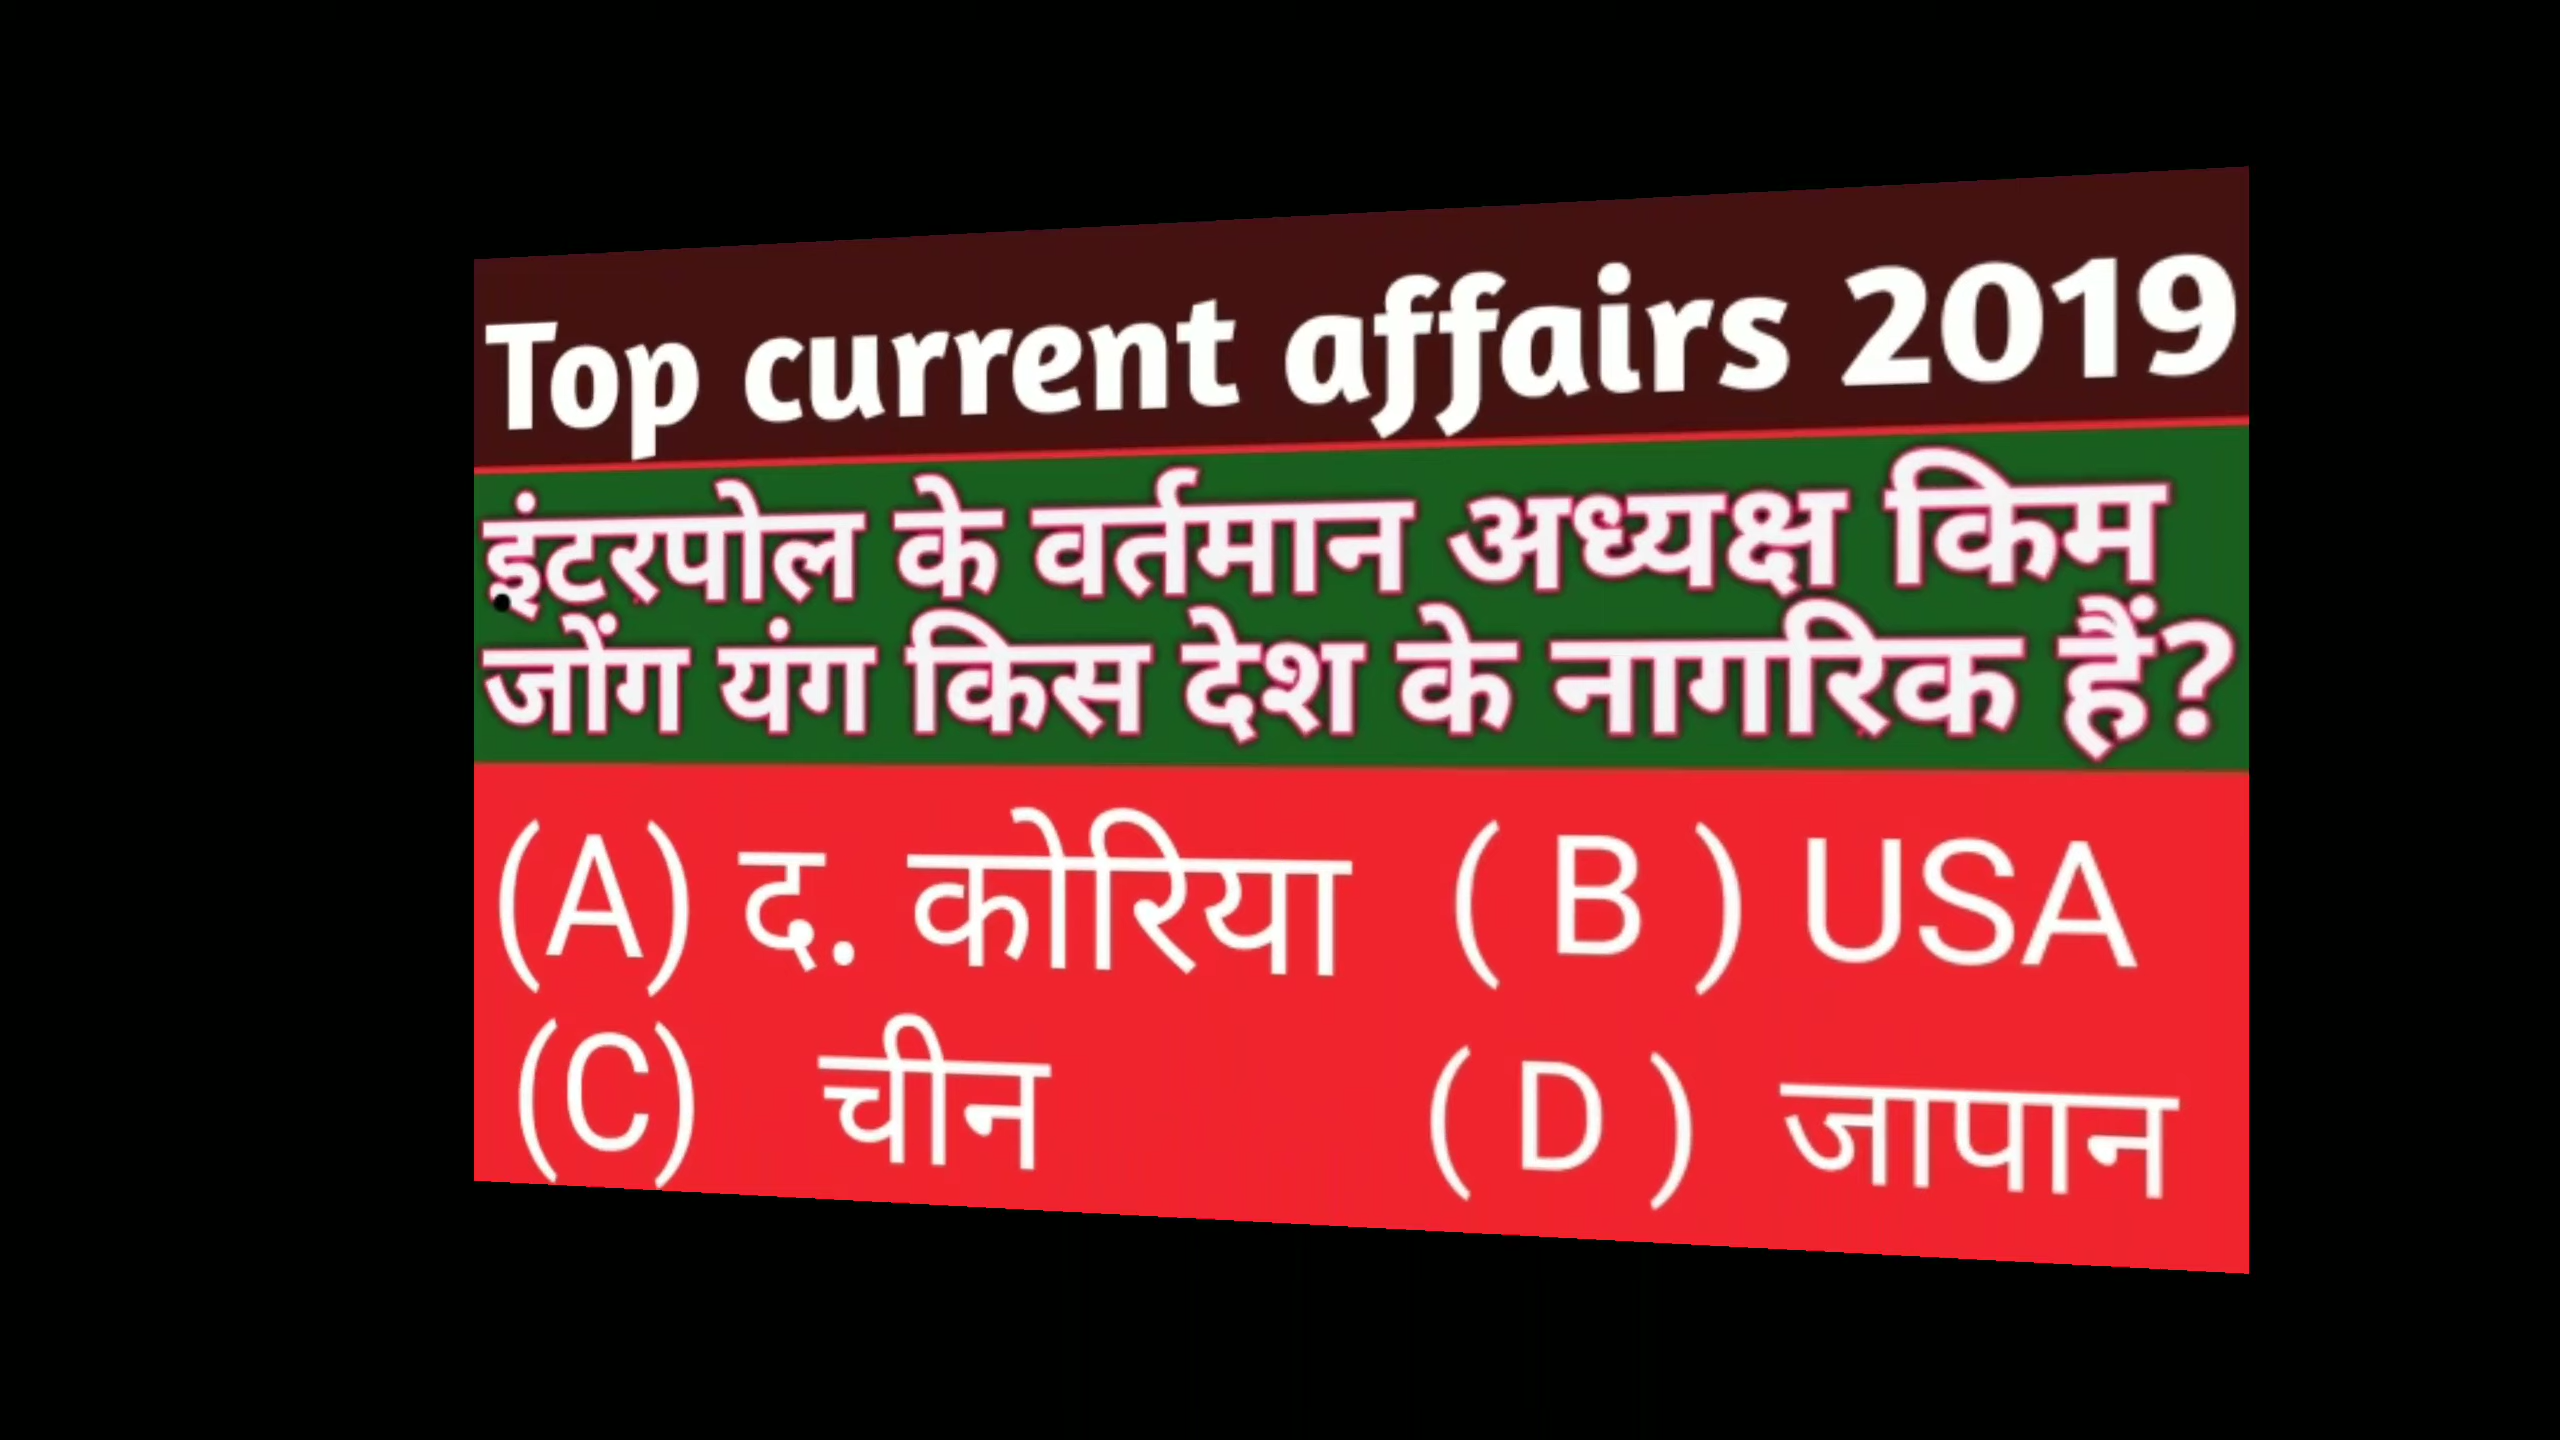 Top current affairs 2019
इंटरपोल के वर्तमान अध्यक्ष किम
जोंग यंग किस देश के नागरिक हैं?
(A) द. कोरिया ( B ) USA
(C) चीन ( D ) जापान